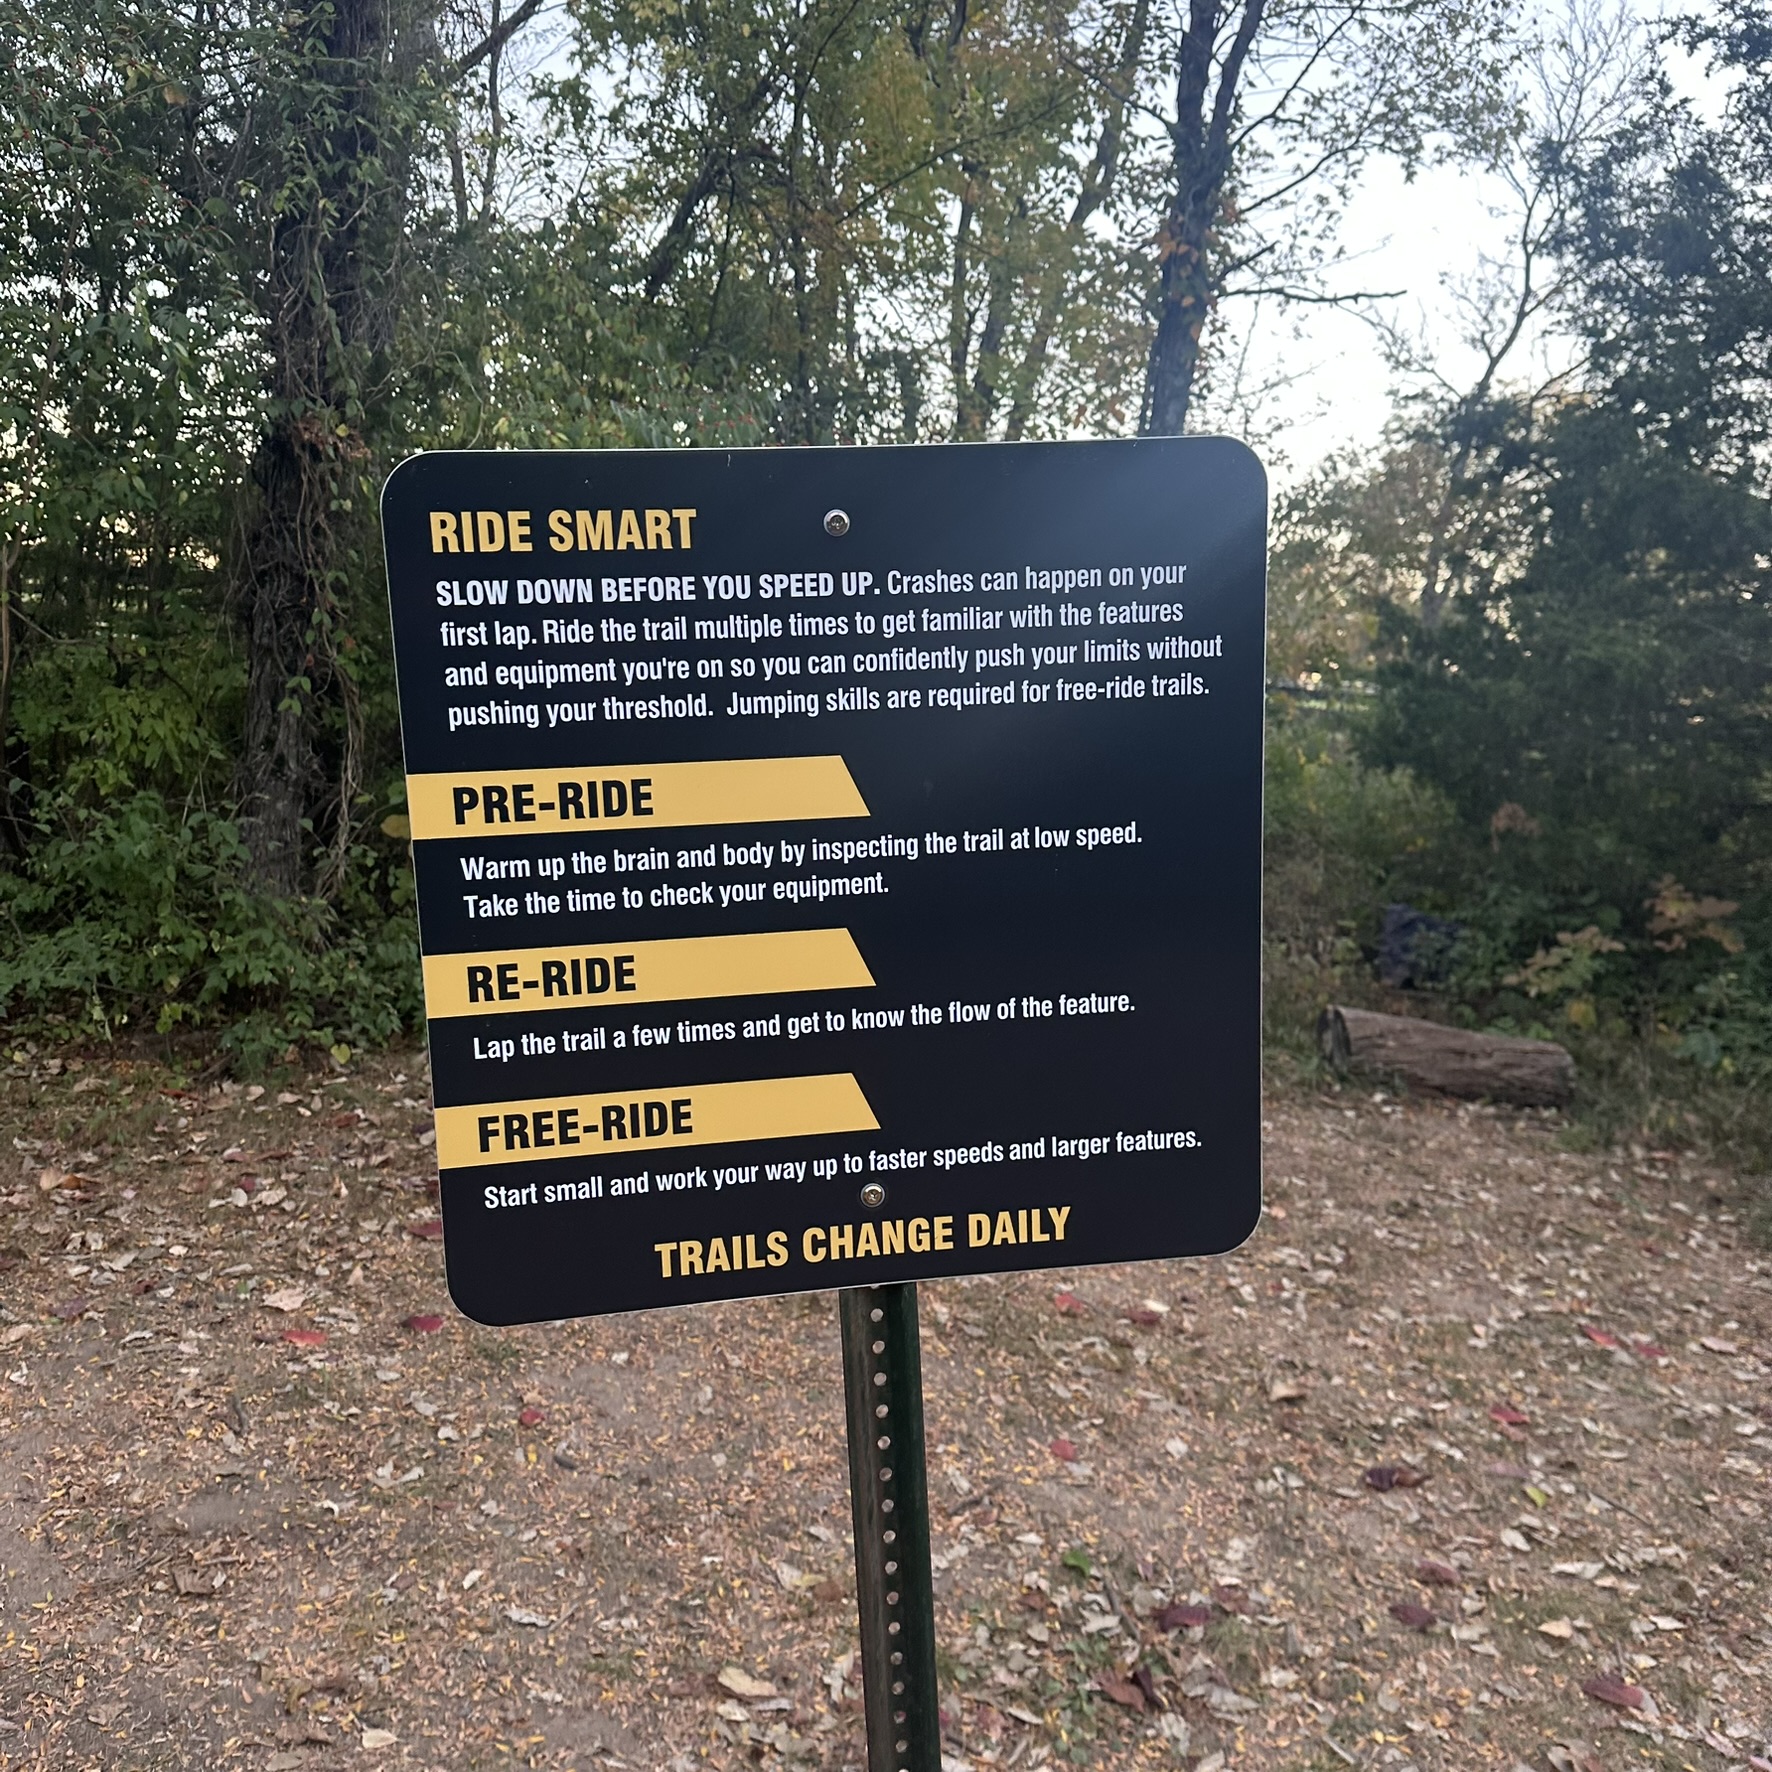 RIDE SMART
SLOW DOWN BEFORE YOU SPEED UP. Crashes can happen on your
first lap. Ride the trail multiple times to get familiar with the features
and equipment you're on so you can confidently push your limits without
pushing your threshold.  Jumping skills are required for free-ride trails.
PRE-RIDE
Warm up the brain and body by inspecting the trail at low speed.
Take the time to check your equipment.
RE-RIDE
Lap the trail a few times and get to know the flow of the feature.
FREE-RIDE
Start small and work your way up to faster speeds and larger features.
TRAILS CHANGE DAILY